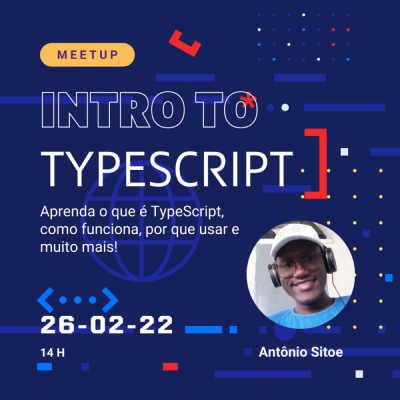 MEETUP
INTRO TO*
TYPESCRIPT]
Aprenda o que é TypeScript,
como funciona, por que usar e
muito mais!
26-02-22
14 H
Antônio Sitoe